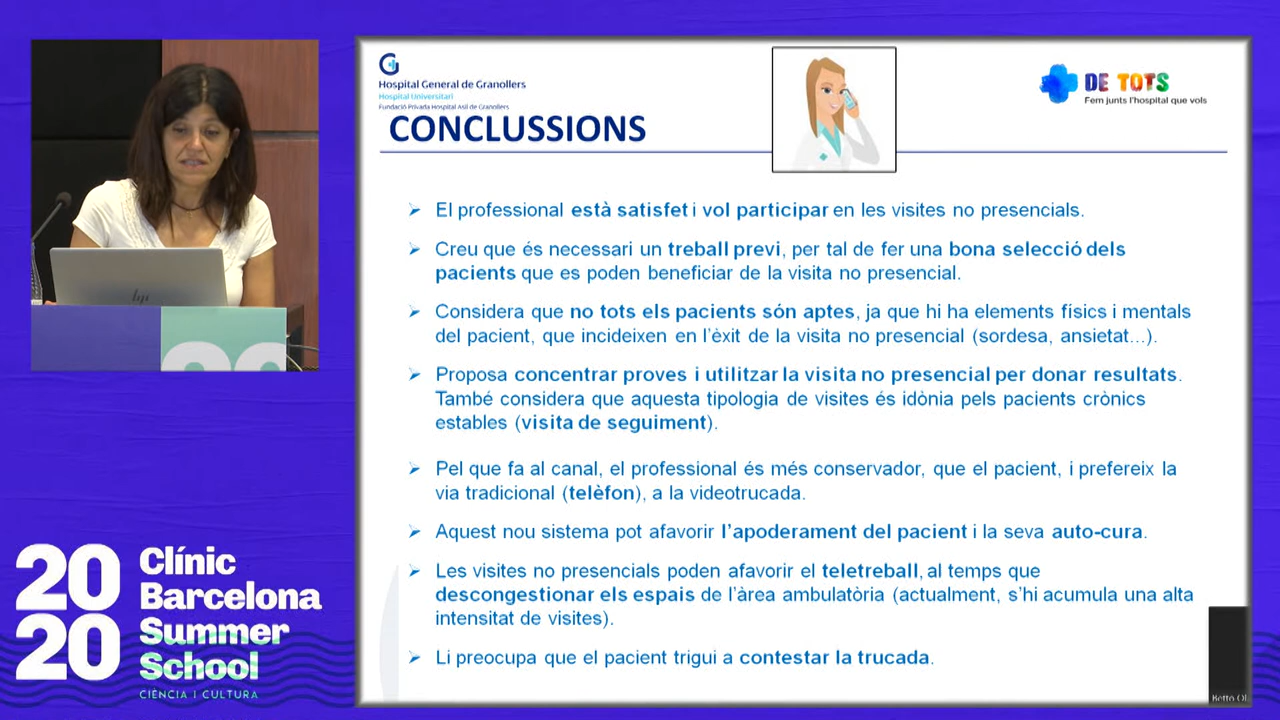 Hospital General de Granollers
Hospital Universitari
Fundació Privada Hospital Asil de Granollers
DE TOTS
Fem junts l'hospital que vols
CONCLUSSIONS
El professional està satisfet i vol participar en les visites no presencials.
Creu que és necessari un treball previ, per tal de fer una bona selecció dels
pacients que es poden beneficiar de la visita no presencial.
Considera que no tots els pacients són aptes, ja que hi ha elements físics i mentals
del pacient, que incideixen en l'èxit de la visita no presencial (sordesa, ansietat...).
Proposa concentrar proves i utilitzar la visita no presencial per donar resultats.
També considera que aquesta tipologia de visites és idònia pels pacients crònics
estables (visita de seguiment).
Pel que fa al canal, el professional és més conservador, que el pacient, i prefereix la
via tradicional (telèfon), a la videotrucada.
Aquest nou sistema pot afavorir l'apoderament del pacient i la seva auto-cura.
Les visites no presencials poden afavorir el teletreball, al temps que
descongestionar els espais de l'àrea ambulatòria (actualment, s'hi acumula una alta
intensitat de visites).
Li preocupa que el pacient trigui a contestar la trucada.
20
20
Clínic
Barcelona
Summer
School
CIÈNCIA I CULTURA